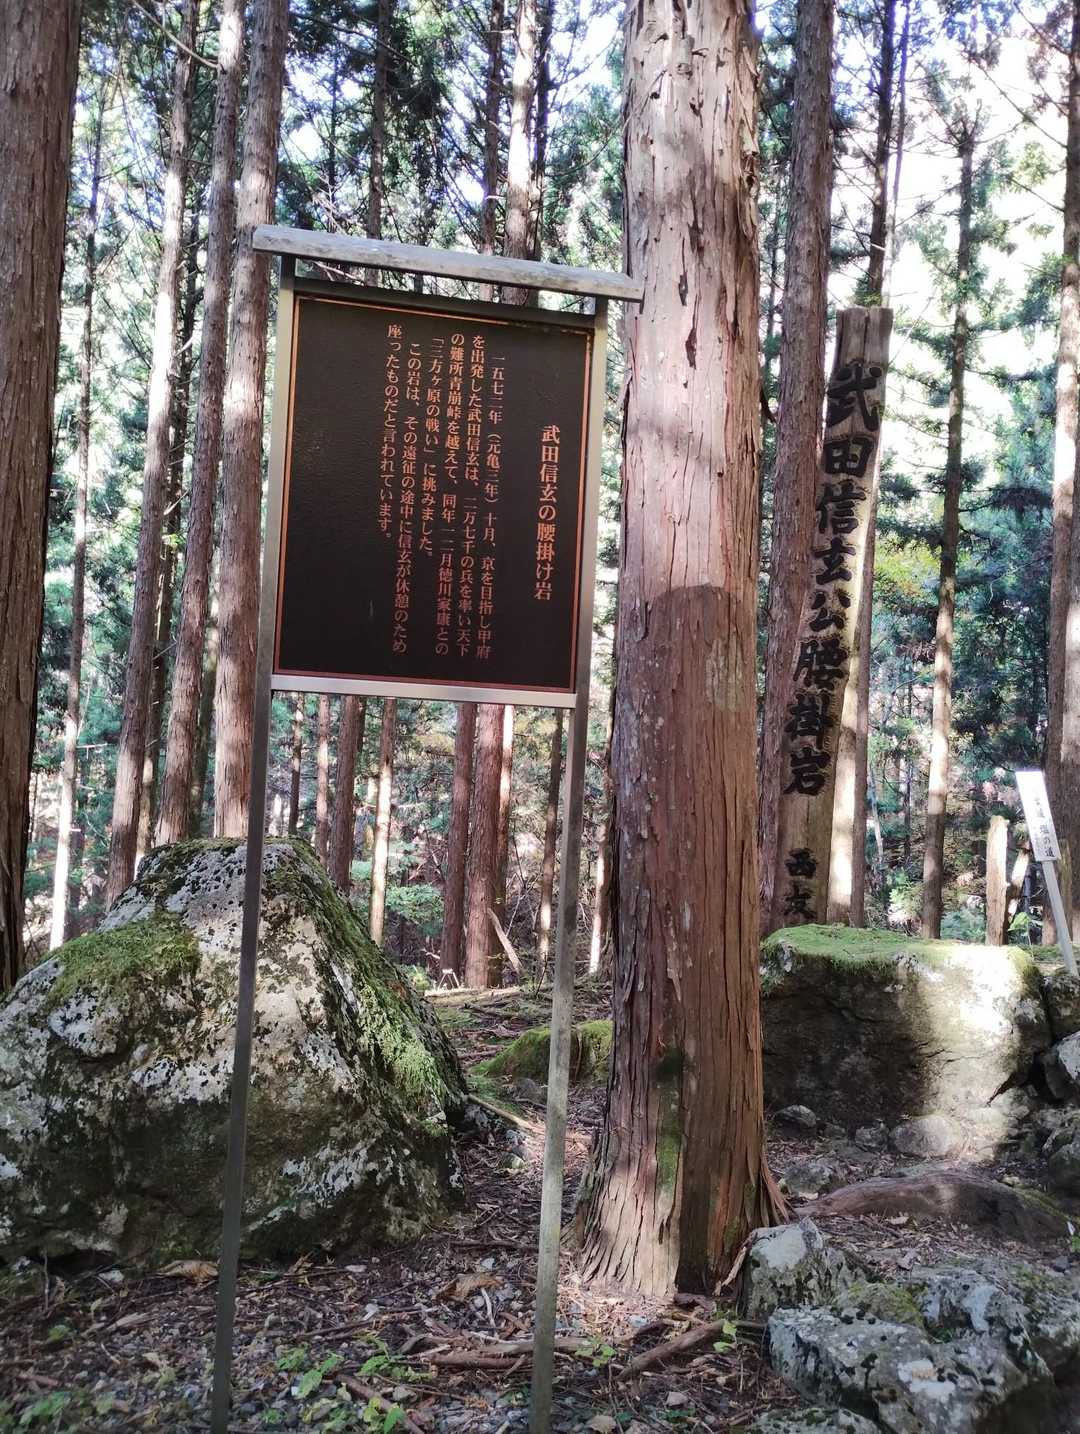 武田信玄の腰掛け岩
一五七二年（元亀三年）十月、京を目指し甲府
を出発した武田信玄は、二万七千の兵を率い天下
の難所青崩峠を越えて、同年一二月徳川家康との
「三方ヶ原の戦い」に挑みました。
この岩は、その遠征の途中に信玄が休憩のため
座ったものだと言われています。
武田信玄公腰掛岩
塩の道